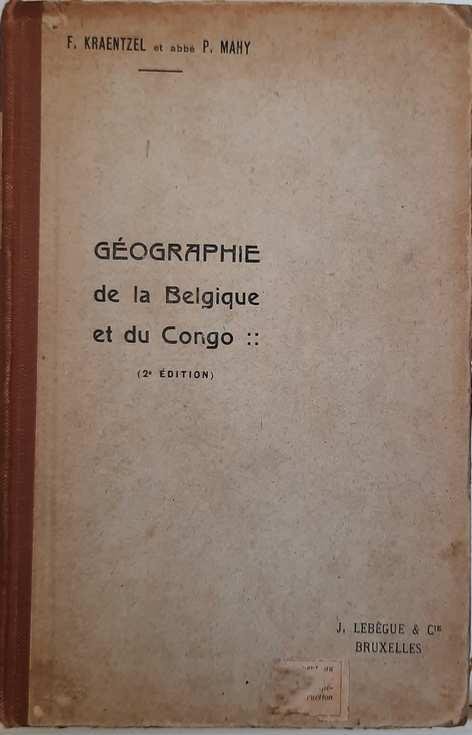 F. KRAENTZEL et abbé P. MAHY
GÉOGRAPHIE
de la Belgique
et du Congo ::
(2e ÉDITION)
J. LEBÈGUE & CIE
BRUXELLES